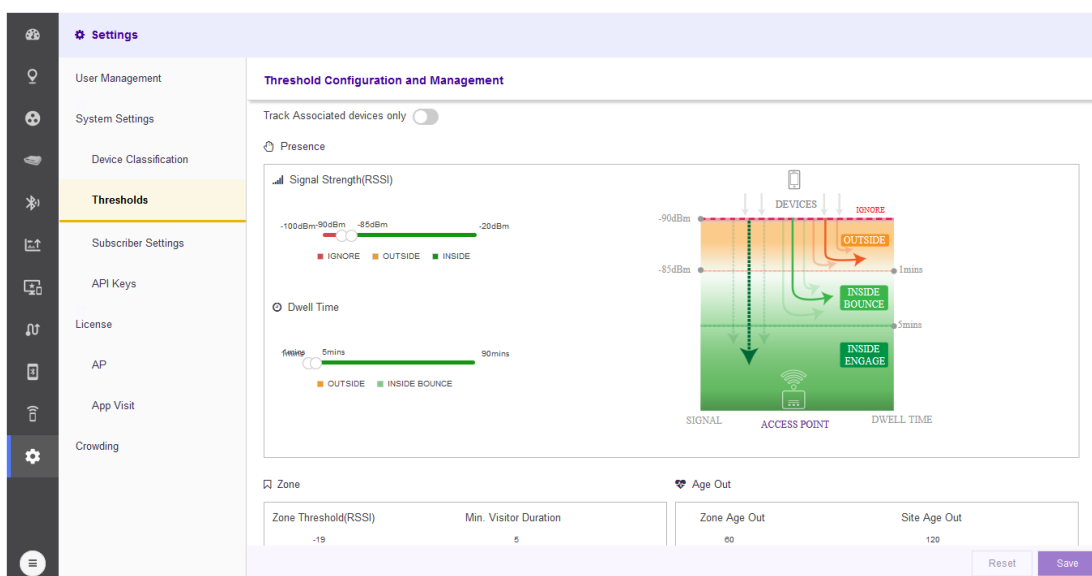 Settings
User Management
System Settings
Device Classification
Thresholds
Subscriber Settings
API Keys
License
AP
App Visit
Crowding
Threshold Configuration and Management
Track Associated devices only
Presence
Signal Strength(RSSI)
-100dBm -90dBm -85dBm -20dBm
IGNORE OUTSIDE INSIDE
Dwell Time
5mins 90mins
OUTSIDE INSIDE BOUNCE
DEVICES
IGNORE
-90dBm
OUTSIDE
-85dBm 1mins
INSIDE
BOUNCE
5mins
INSIDE
ENGAGE
SIGNAL ACCESS POINT DWELL TIME
Zone
Zone Threshold(RSSI) Min. Visitor Duration
-19 5
Age Out
Zone Age Out Site Age Out
60 120
Reset Save